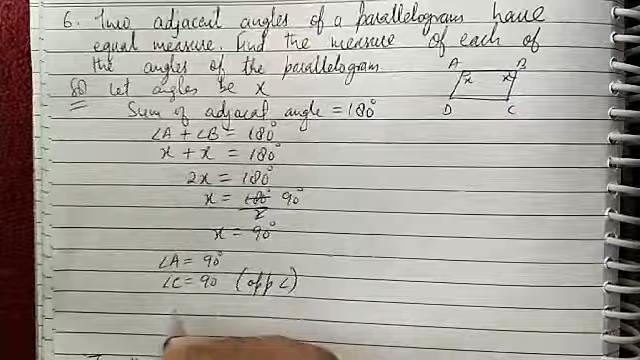 6. Two adjacent angles of a parallelogram have
equal measure. Find the measure of each of
the angles of the parallelogram.
A B
Sol Let angles be x
x x
Sum of adjacent angle = 180°
D C
∠A + ∠B = 180°
x + x = 180°
2x = 180°
x = 180° 90°
2
x = 90°
∠A = 90°
∠C = 90 (opp ∠)